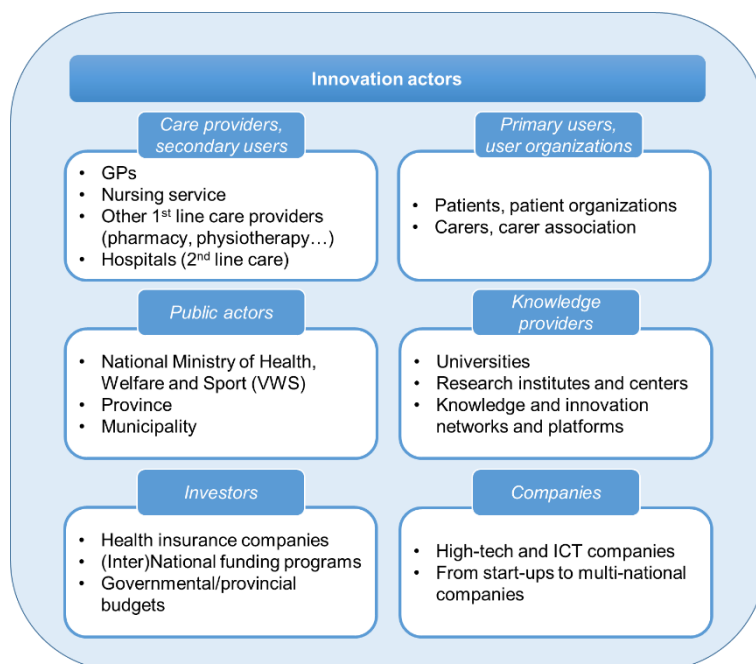 Innovation actors
Care providers,
secondary users
• GPs
• Nursing service
• Other 1st line care providers
(pharmacy, physiotherapy…)
• Hospitals (2nd line care)
Primary users,
user organizations
• Patients, patient organizations
• Carers, carer association
Public actors
• National Ministry of Health,
Welfare and Sport (VWS)
• Province
• Municipality
Knowledge
providers
• Universities
• Research institutes and centers
• Knowledge and innovation
networks and platforms
Investors
• Health insurance companies
• (Inter)National funding programs
• Governmental/provincial
budgets
Companies
• High-tech and ICT companies
• From start-ups to multi-national
companies